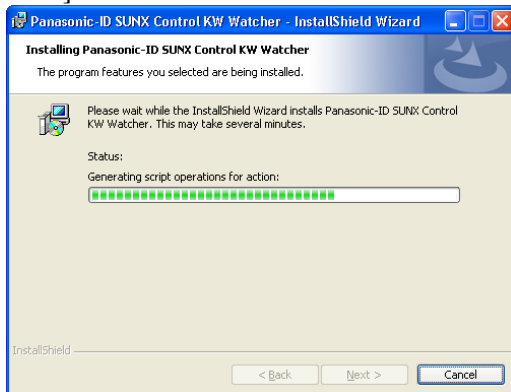 Panasonic-ID SUNX Control KW Watcher - InstallShield Wizard
Installing Panasonic-ID SUNX Control KW Watcher
The program features you selected are being installed.
Please wait while the InstallShield Wizard installs Panasonic-ID SUNX Control
KW Watcher. This may take several minutes.
Status:
Generating script operations for action:
InstallShield
< Back
Next >
Cancel